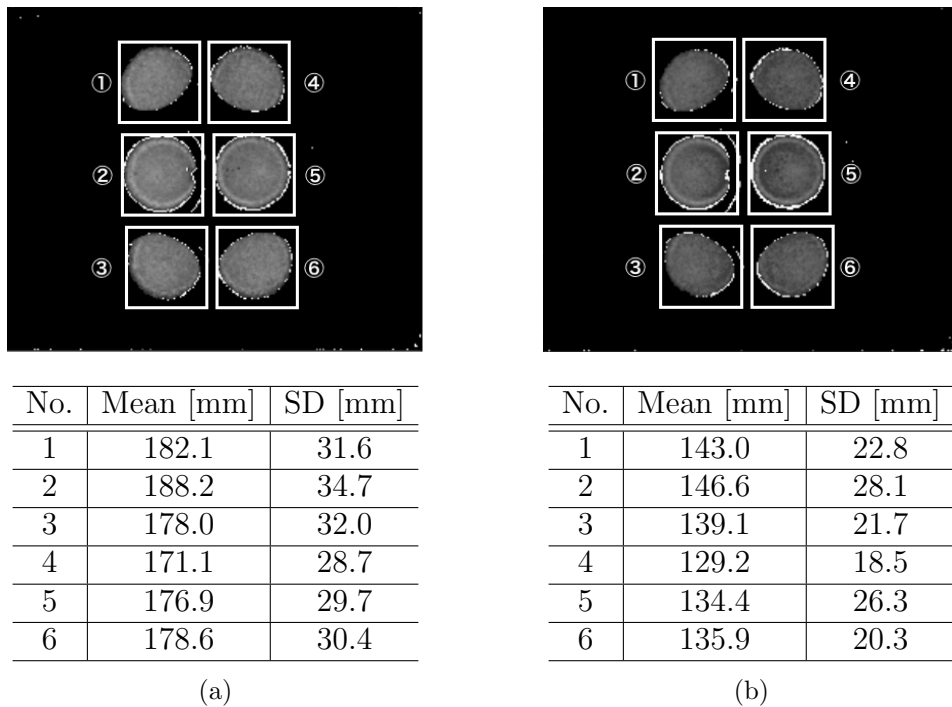 ① ④
② ⑤
③ ⑥
No. Mean [mm] SD [mm]
1 182.1 31.6
2 188.2 34.7
3 178.0 32.0
4 171.1 28.7
5 176.9 29.7
6 178.6 30.4
(a)
① ④
② ⑤
③ ⑥
No. Mean [mm] SD [mm]
1 143.0 22.8
2 146.6 28.1
3 139.1 21.7
4 129.2 18.5
5 134.4 26.3
6 135.9 20.3
(b)